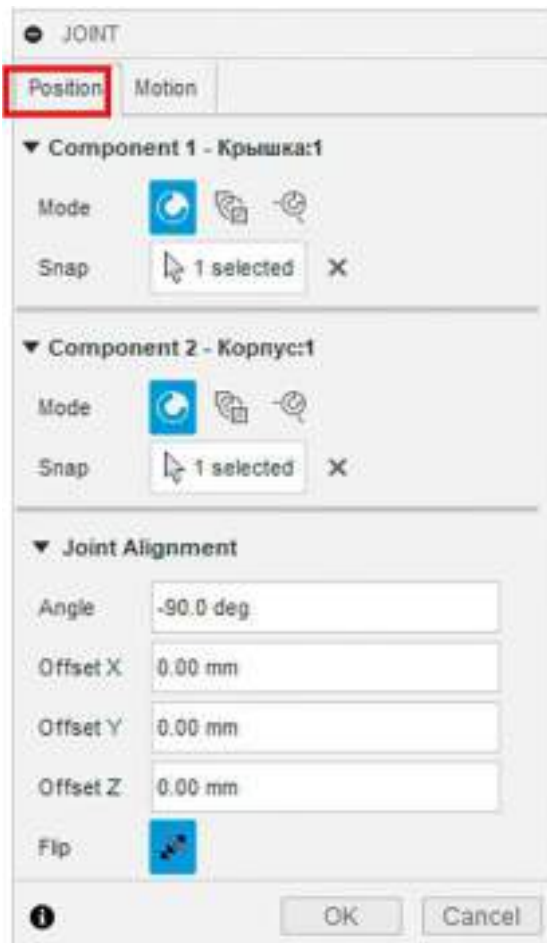 JOINT
Position Motion
Component 1 - Крышка:1
Mode
Snap 1 selected
Component 2 - Корпус:1
Mode
Snap 1 selected
Joint Alignment
Angle -90.0 deg
Offset X 0.00 mm
Offset Y 0.00 mm
Offset Z 0.00 mm
Flip
OK Cancel